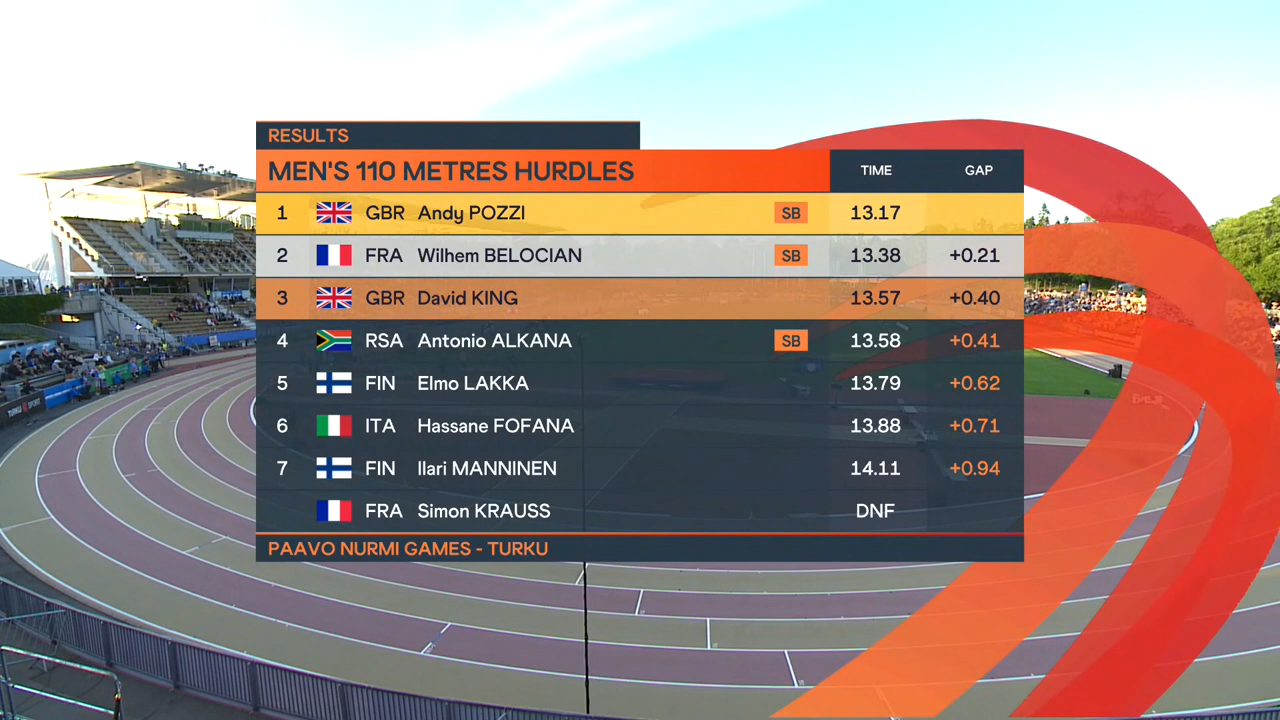 RESULTS
MEN'S 110 METRES HURDLES TIME GAP
1 GBR Andy POZZI SB 13.17
2 FRA Wilhem BELOCIAN SB 13.38 +0.21
3 GBR David KING 13.57 +0.40
4 RSA Antonio ALKANA SB 13.58 +0.41
5 FIN Elmo LAKKA 13.79 +0.62
6 ITA Hassane FOFANA 13.88 +0.71
7 FIN Ilari MANNINEN 14.11 +0.94
FRA Simon KRAUSS DNF
PAAVO NURMI GAMES - TURKU